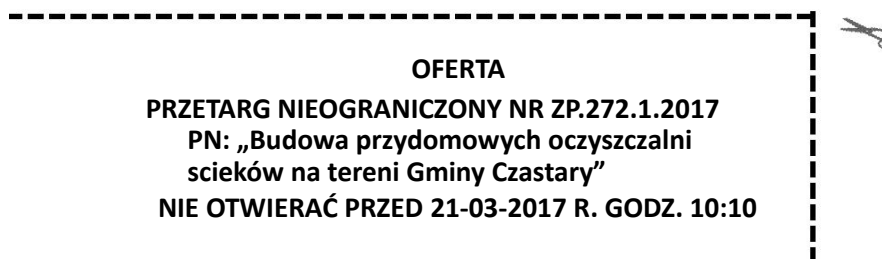 OFERTA
PRZETARG NIEOGRANICZONY NR ZP.272.1.2017
PN: „Budowa przydomowych oczyszczalni
scieków na tereni Gminy Czastary”
NIE OTWIERAĆ PRZED 21-03-2017 R. GODZ. 10:10